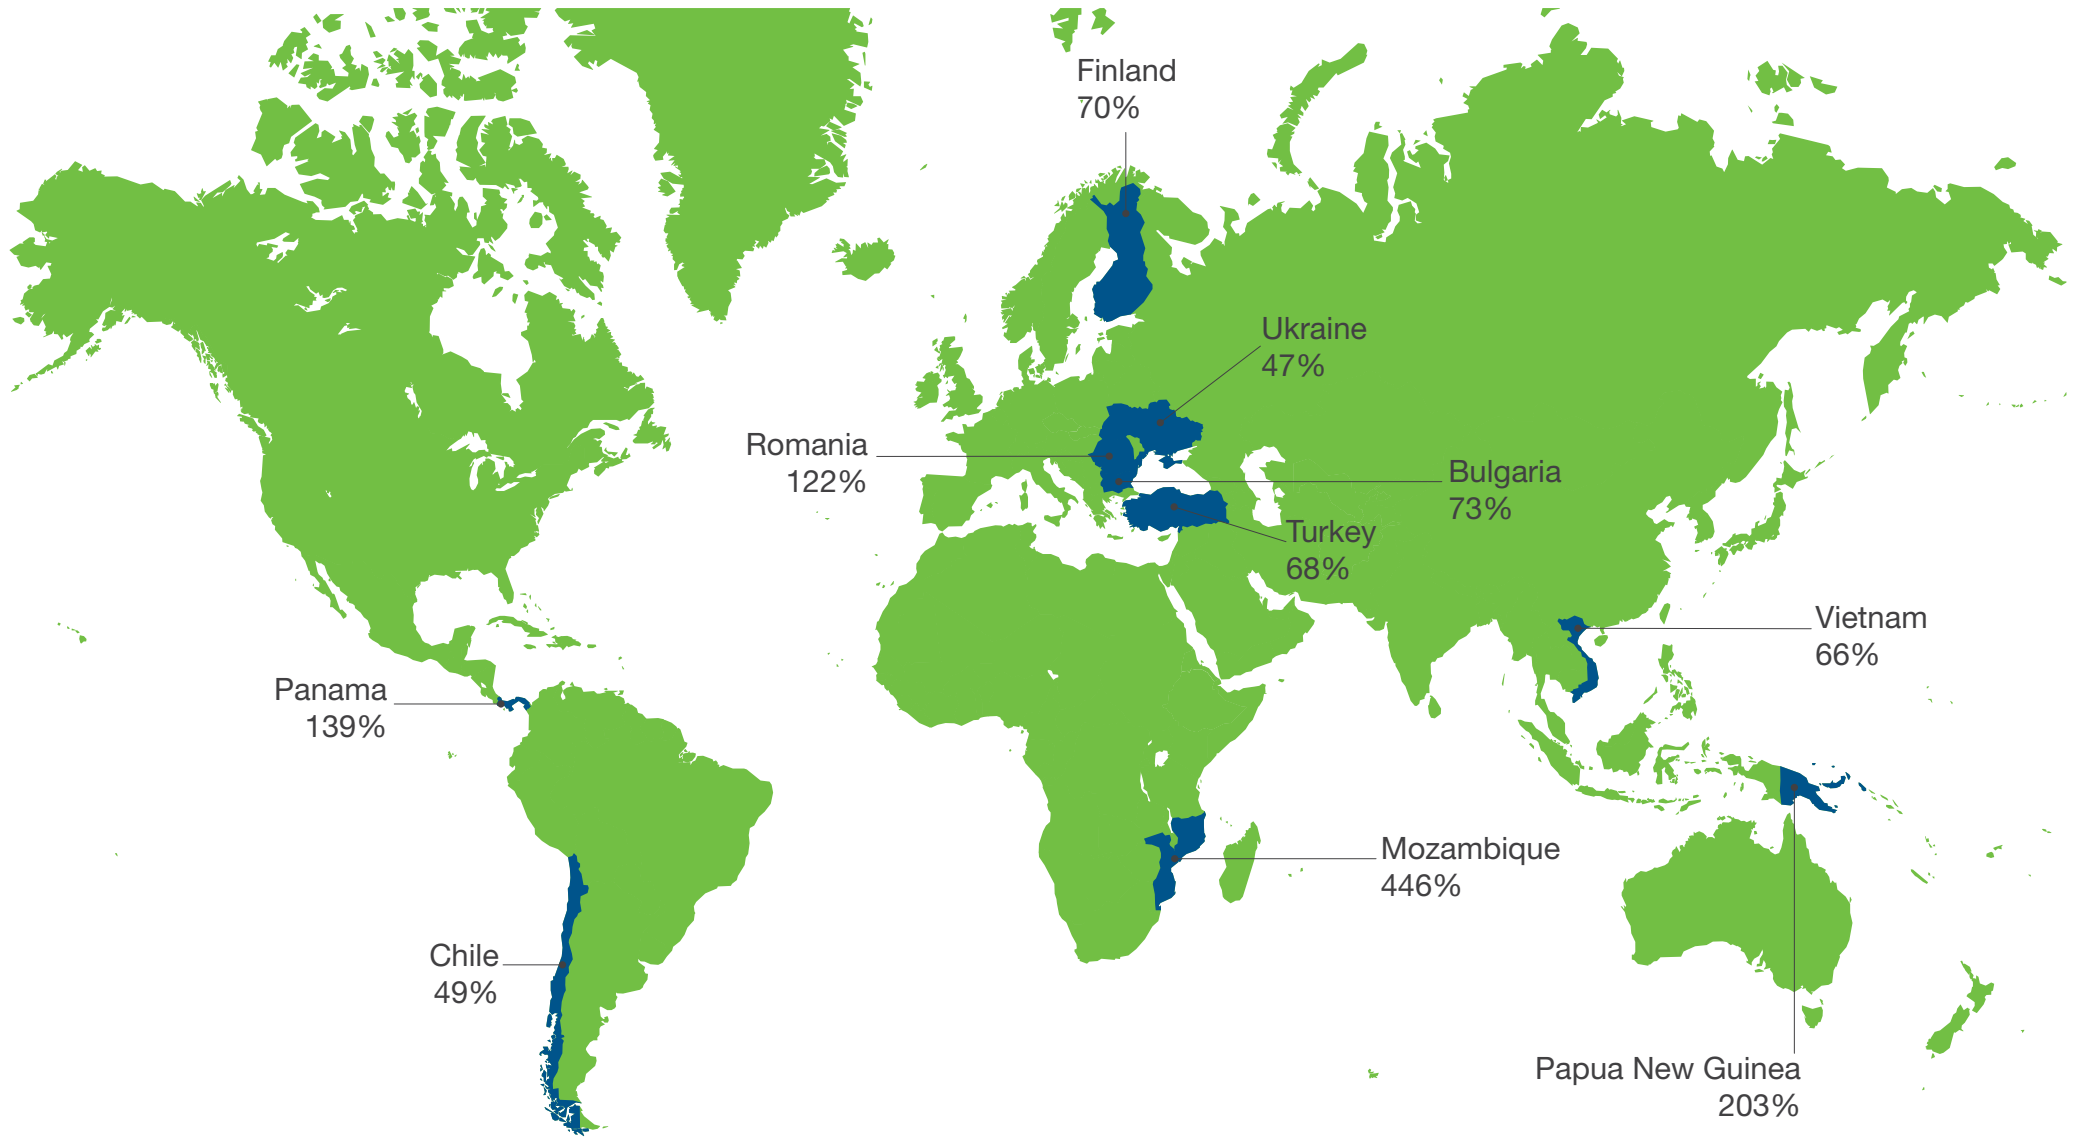 Finland
70%
Ukraine
47%
Romania
122%
Bulgaria
73%
Turkey
68%
Vietnam
66%
Panama
139%
Mozambique
446%
Chile
49%
Papua New Guinea
203%